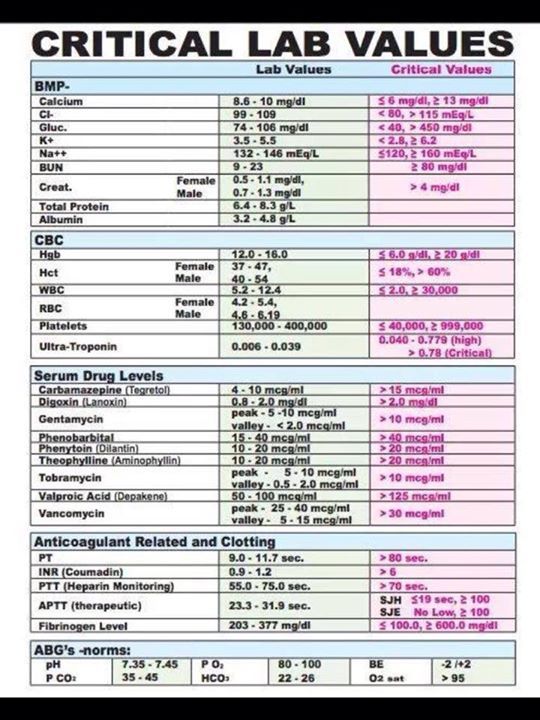 CRITICAL LAB VALUES
Lab Values Critical Values
BMP-
Calcium 8.6 - 10 mg/dl ≤ 6 mg/dl, ≥ 13 mg/dl
Cl- 99 - 109 < 80, > 115 mEq/L
Gluc. 74 - 106 mg/dl < 40, > 450 mg/dl
K+ 3.5 - 5.5 < 2.8, ≥ 6.2
Na++ 132 - 146 mEq/L ≤120, ≥ 160 mEq/L
BUN 9 - 23 ≥ 80 mg/dl
Creat. Female 0.5 - 1.1 mg/dl, > 4 mg/dl
Male 0.7 - 1.3 mg/dl
Total Protein 6.4 - 8.3 g/L
Albumin 3.2 - 4.8 g/L
CBC
Hgb 12.0 - 16.0 ≤ 6.0 g/dl, ≥ 20 g/dl
Hct Female 37 - 47, ≤ 18%, > 60%
Male 40 - 54
WBC 5.2 - 12.4 ≤ 2.0, ≥ 30,000
RBC Female 4.2 - 5.4,
Male 4.6 - 6.19
Platelets 130,000 - 400,000 ≤ 40,000, ≥ 999,000
Ultra-Troponin 0.006 - 0.039 0.040 - 0.779 (high)
> 0.78 (Critical)
Serum Drug Levels
Carbamazepine (Tegretol) 4 - 10 mcg/ml > 15 mcg/ml
Digoxin (Lanoxin) 0.8 - 2.0 mg/dl > 2.0 mg/dl
Gentamycin peak - 5 -10 mcg/ml > 10 mcg/ml
valley - < 2.0 mcg/ml
Phenobarbital 15 - 40 mcg/ml > 40 mcg/ml
Phenytoin (Dilantin) 10 - 20 mcg/ml > 20 mcg/ml
Theophylline (Aminophyllin) 10 - 20 mcg/ml > 20 mcg/ml
Tobramycin peak - 5 - 10 mcg/ml > 10 mcg/ml
valley - 0.5 - 2.0 mcg/ml
Valproic Acid (Depakene) 50 - 100 mcg/ml > 125 mcg/ml
Vancomycin peak - 25 - 40 mcg/ml > 30 mcg/ml
valley - 5 - 15 mcg/ml
Anticoagulant Related and Clotting
PT 9.0 - 11.7 sec. > 80 sec.
INR (Coumadin) 0.9 - 1.2 > 6
PTT (Heparin Monitoring) 55.0 - 75.0 sec. > 70 sec.
APTT (therapeutic) 23.3 - 31.9 sec. SJH ≤19 sec, ≥ 100
SJE No Low, ≥ 100
Fibrinogen Level 203 - 377 mg/dl ≤ 100.0, ≥ 600.0 mg/dl
ABG's -norms:
pH 7.35 - 7.45 P O₂ 80 - 100 BE -2 /+2
P CO₂ 35 - 45 HCO₃ 22 - 26 O2 sat > 95